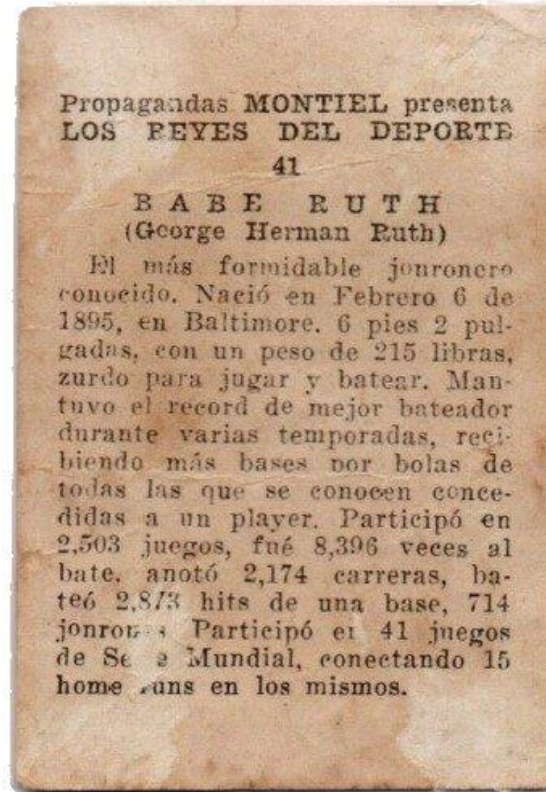 Propagandas MONTIEL presenta
LOS REYES DEL DEPORTE
41
BABE RUTH
(George Herman Ruth)
El más formidable jonronero
conocido. Nació en Febrero 6 de
1895, en Baltimore. 6 pies 2 pul-
gadas, con un peso de 215 libras,
zurdo para jugar y batear. Man-
tuvo el record de mejor bateador
durante varias temporadas, reci-
biendo más bases por bolas de
todas las que se conocen conce-
didas a un player. Participó en
2,503 juegos, fué 8,396 veces al
bate, anotó 2,174 carreras, ba-
teó 2,873 hits de una base, 714
jonrones Participó en 41 juegos
de Serie Mundial, conectando 15
home runs en los mismos.